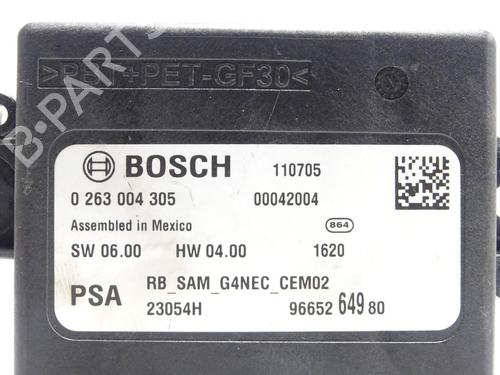 >PBT+PET-GF30<
B-PARTS
BOSCH 110705
0 263 004 305 00042004
Assembled in Mexico 864
SW 06.00 HW 04.00 1620
PSA RB_SAM_G4NEC_CEM02
23054H 96652 649 80